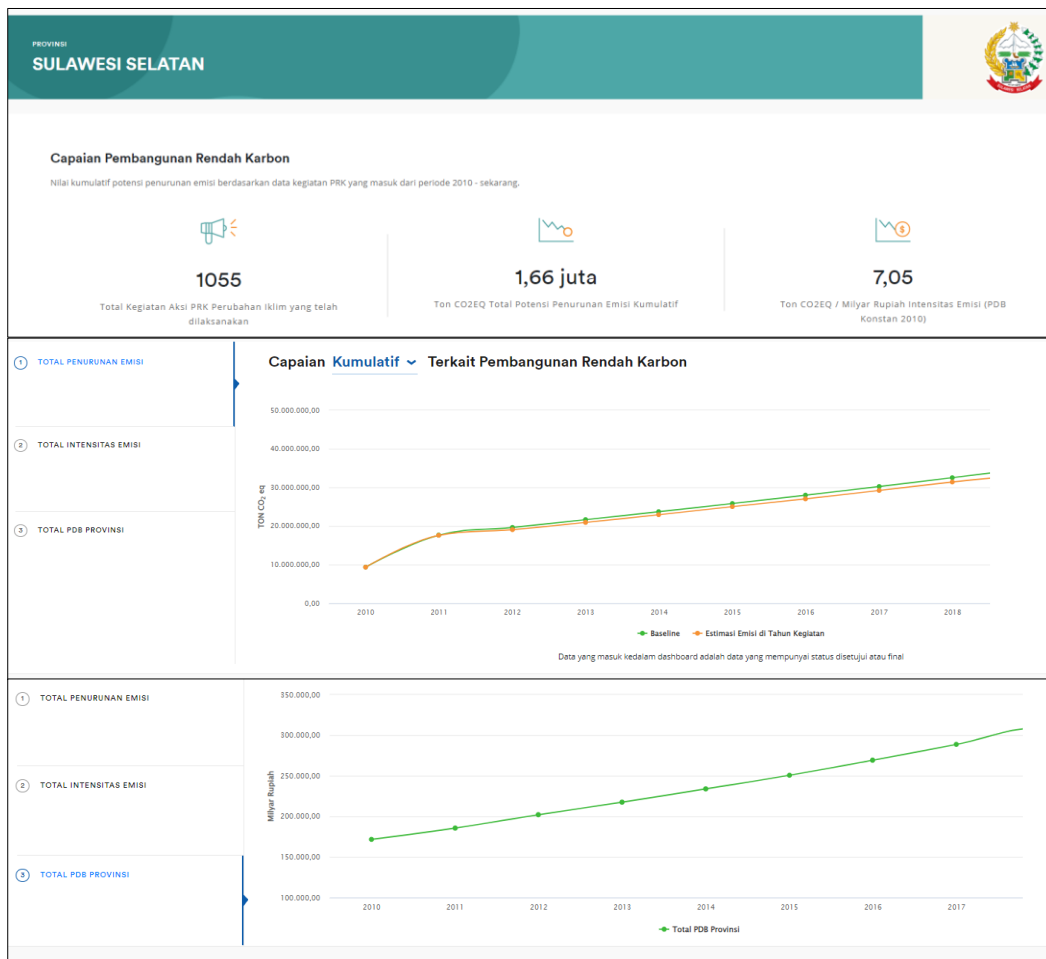 PROVINSI
SULAWESI SELATAN
SULAWESI SELATAN
Capaian Pembangunan Rendah Karbon
Nilai kumulatif potensi penurunan emisi berdasarkan data kegiatan PRK yang masuk dari periode 2010 - sekarang.
1055
Total Kegiatan Aksi PRK Perubahan Iklim yang telah
dilaksanakan
1,66 juta
Ton CO2EQ Total Potensi Penurunan Emisi Kumulatif
$
7,05
Ton CO2EQ / Milyar Rupiah Intensitas Emisi (PDB
Konstan 2010)
1 TOTAL PENURUNAN EMISI
2 TOTAL INTENSITAS EMISI
3 TOTAL PDB PROVINSI
Capaian Kumulatif Terkait Pembangunan Rendah Karbon
TON CO₂ eq
50.000.000,00
40.000.000,00
30.000.000,00
20.000.000,00
10.000.000,00
0,00
2010 2011 2012 2013 2014 2015 2016 2017 2018
Baseline Estimasi Emisi di Tahun Kegiatan
Data yang masuk kedalam dashboard adalah data yang mempunyai status disetujui atau final
1 TOTAL PENURUNAN EMISI
2 TOTAL INTENSITAS EMISI
3 TOTAL PDB PROVINSI
Milyar Rupiah
350.000,00
300.000,00
250.000,00
200.000,00
150.000,00
100.000,00
2010 2011 2012 2013 2014 2015 2016 2017
Total PDB Provinsi